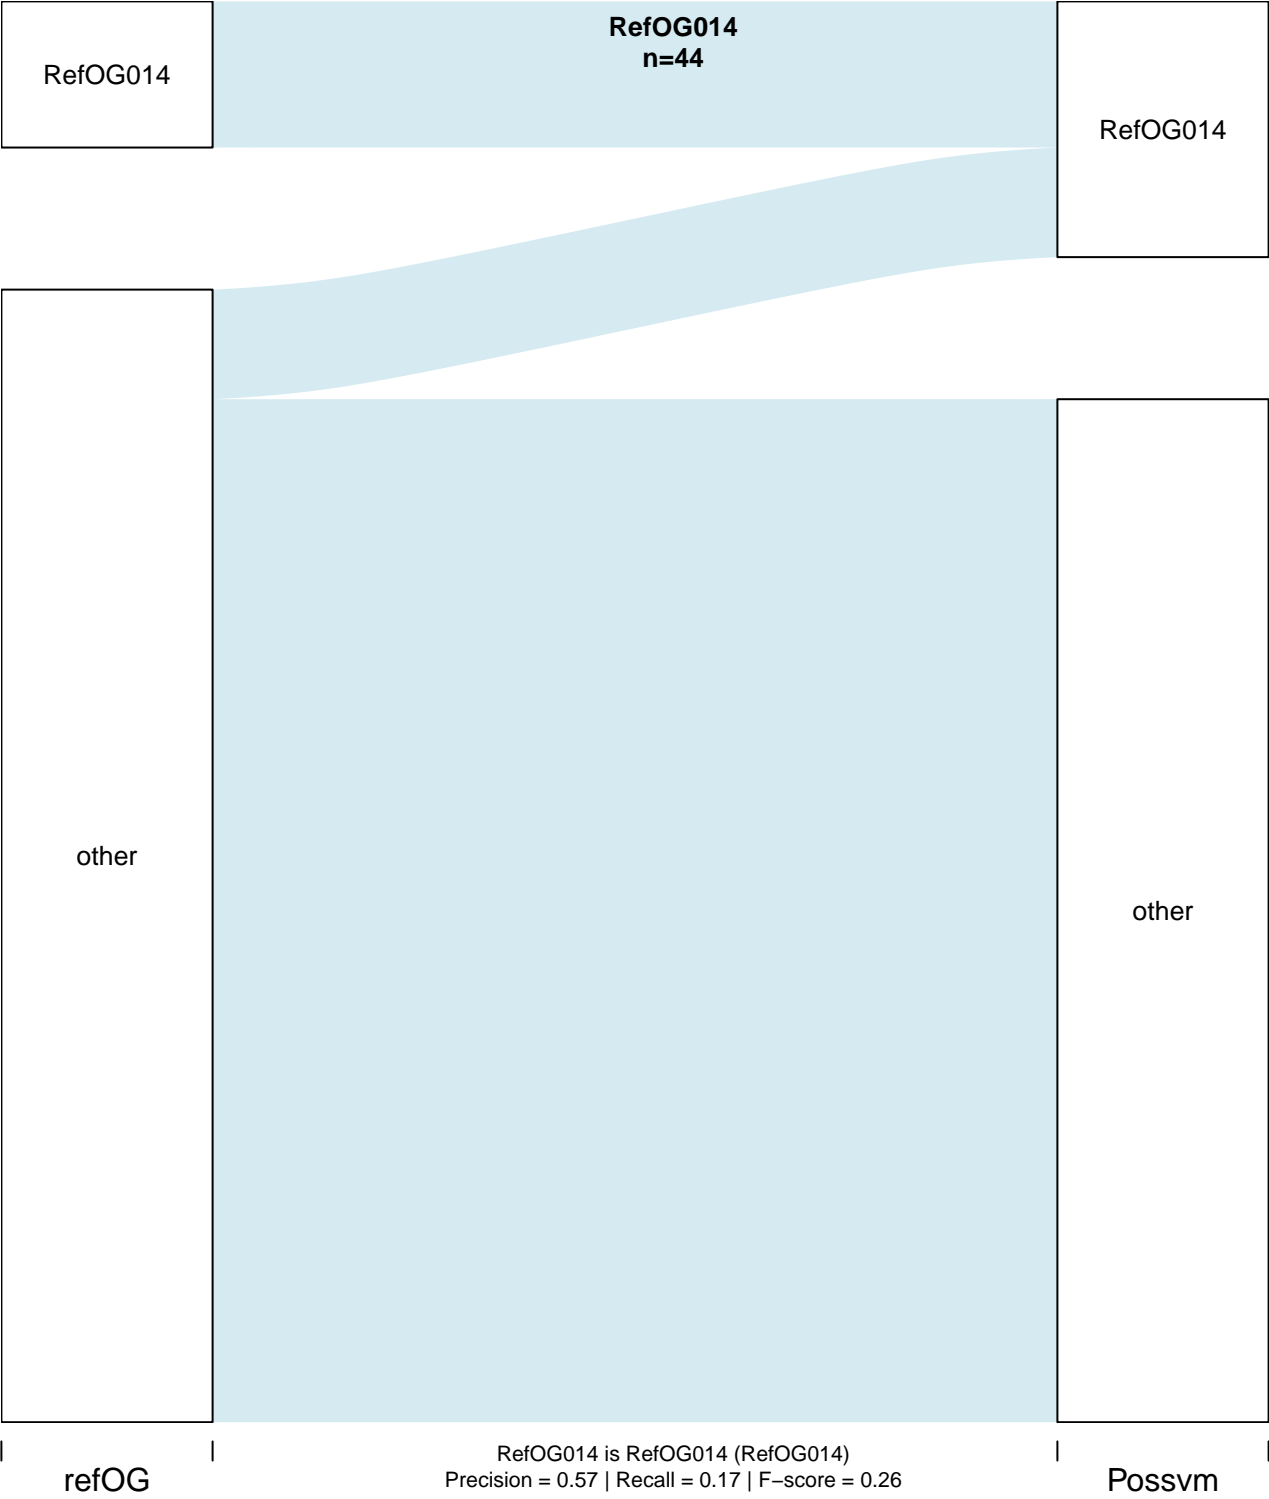 RefOG014
n=44
RefOG014
RefOG014
other
other
RefOG014 is RefOG014 (RefOG014)
Precision = 0.57 | Recall = 0.17 | F−score = 0.26
refOG
Possvm